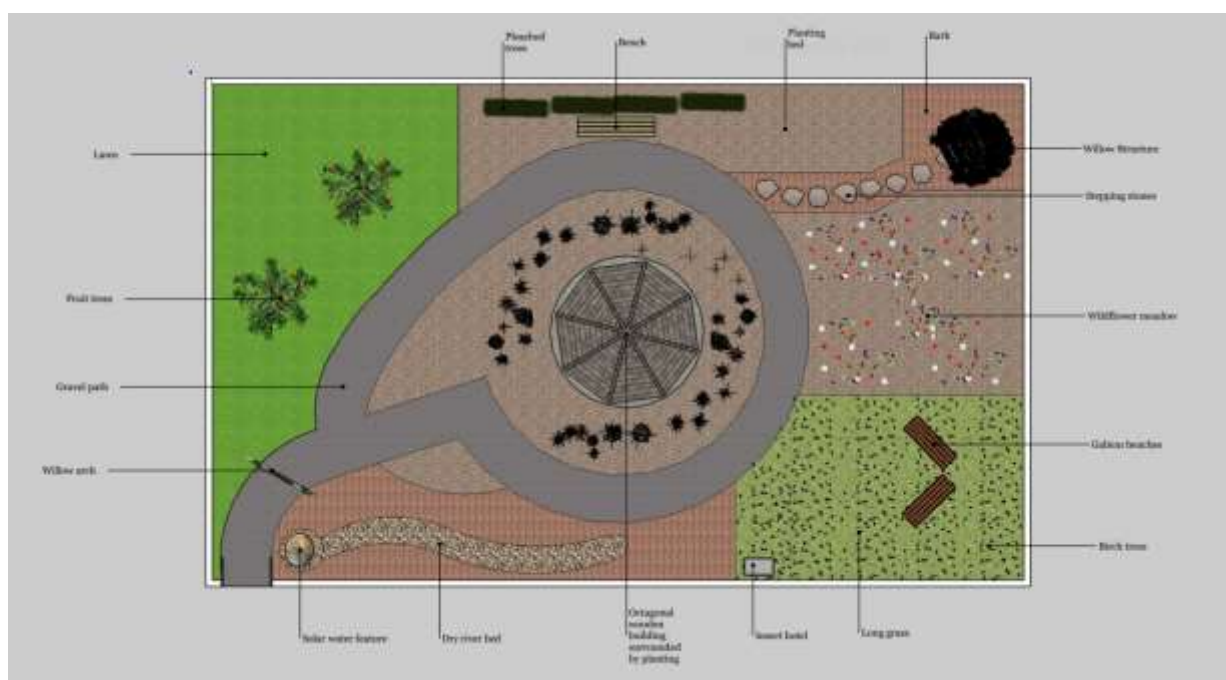 Pleached
trees
Bench
Planting
bed
Bark
Lawn
Willow Structure
Stepping stones
Fruit trees
Wildflower meadow
Gravel path
Gabion benches
Willow arch
Birch trees
Solar water feature
Dry river bed
Octagonal
wooden
building
surrounded
by planting
Insect hotel
Long grass